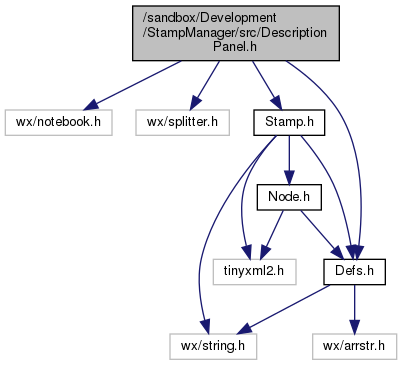 /sandbox/Development
/StampManager/src/Description
Panel.h
wx/notebook.h
wx/splitter.h
Stamp.h
Node.h
tinyxml2.h
Defs.h
wx/string.h
wx/arrstr.h